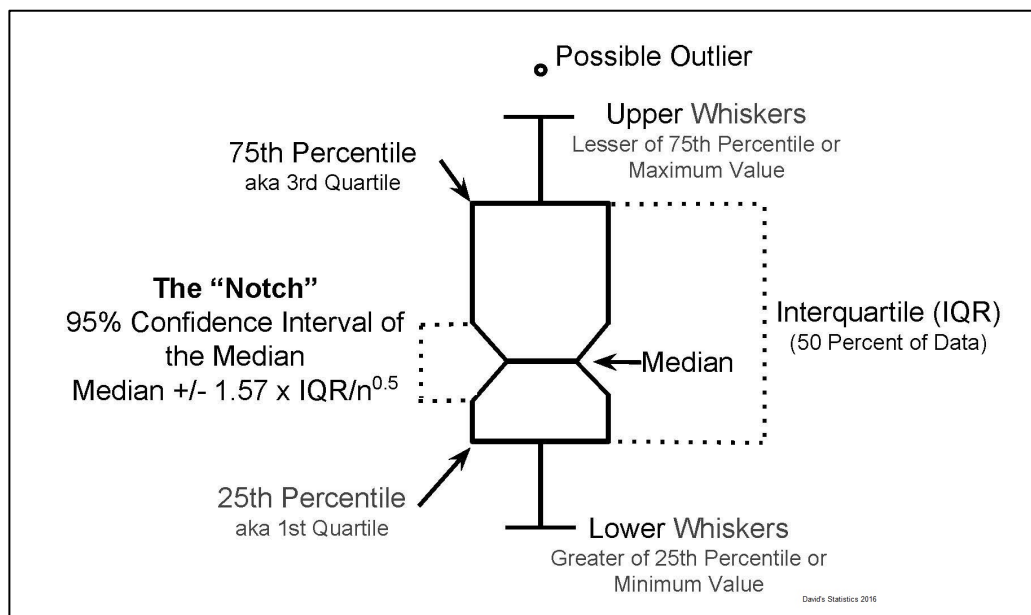 Possible Outlier
Upper Whiskers
Lesser of 75th Percentile or
Maximum Value
75th Percentile
aka 3rd Quartile
The “Notch”
95% Confidence Interval of
the Median
Median +/- 1.57 x IQR/n^0.5
Interquartile (IQR)
(50 Percent of Data)
Median
25th Percentile
aka 1st Quartile
Lower Whiskers
Greater of 25th Percentile or
Minimum Value
David's Statistics 2016